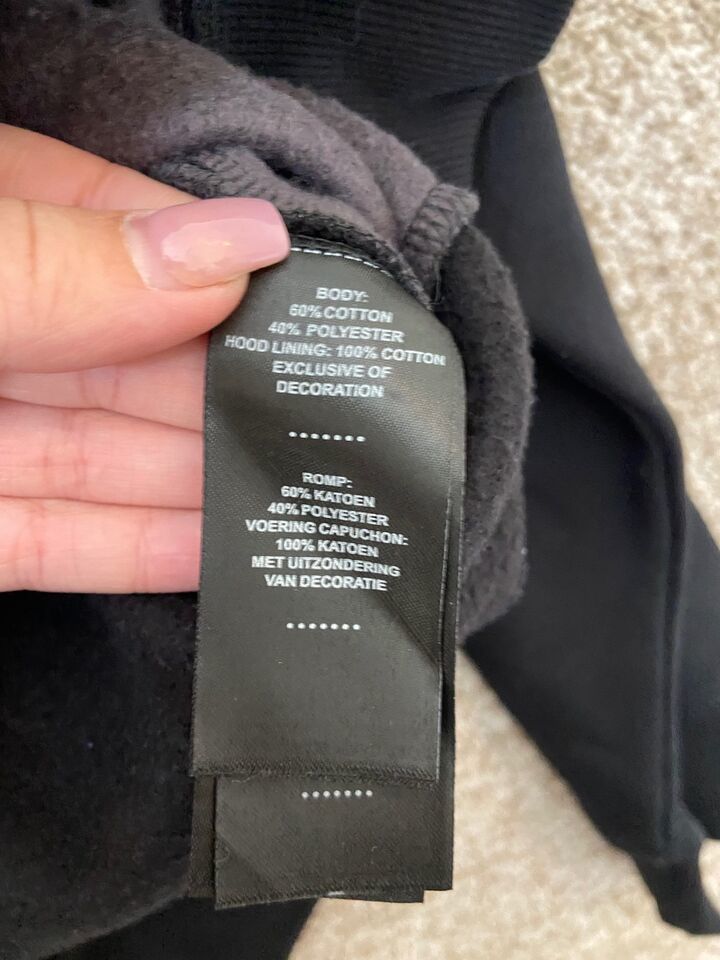 BODY:
60% COTTON
40% POLYESTER
HOOD LINING: 100% COTTON
EXCLUSIVE OF
DECORATION
•••••••
ROMP:
60% KATOEN
40% POLYESTER
VOERING CAPUCHON:
100% KATOEN
MET UITZONDERING
VAN DECORATIE
•••••••
•••••••